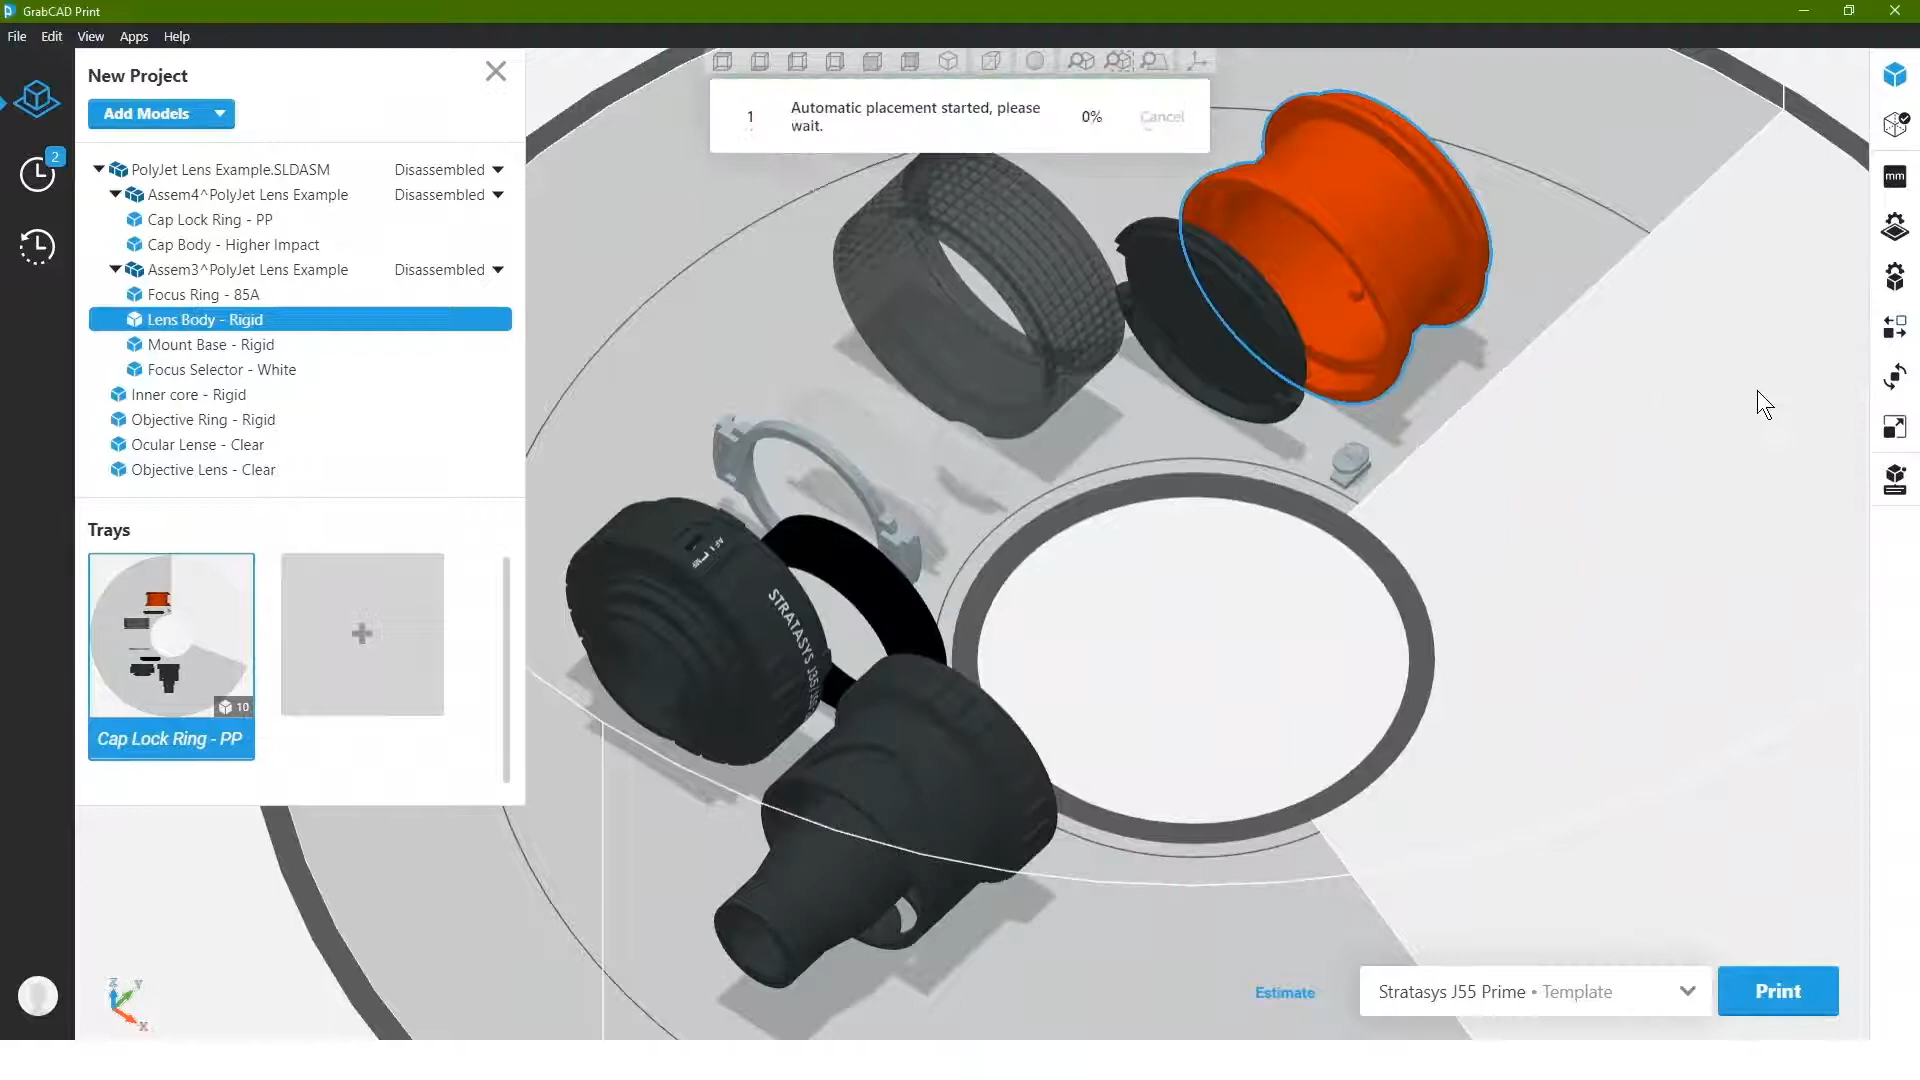 GrabCAD Print
File Edit View Apps Help
New Project
Add Models
2
PolyJet Lens Example.SLDASM Disassembled
Assem4^PolyJet Lens Example Disassembled
Cap Lock Ring - PP
Cap Body - Higher Impact
Assem3^PolyJet Lens Example Disassembled
Focus Ring - 85A
Lens Body - Rigid
Mount Base - Rigid
Focus Selector - White
Inner core - Rigid
Objective Ring - Rigid
Ocular Lense - Clear
Objective Lens - Clear
Trays
10
Cap Lock Ring - PP
1 Automatic placement started, please
wait. 0% Cancel
mm
STRATASYS J35/J55
Z Y
X
Estimate
Stratasys J55 Prime • Template
Print